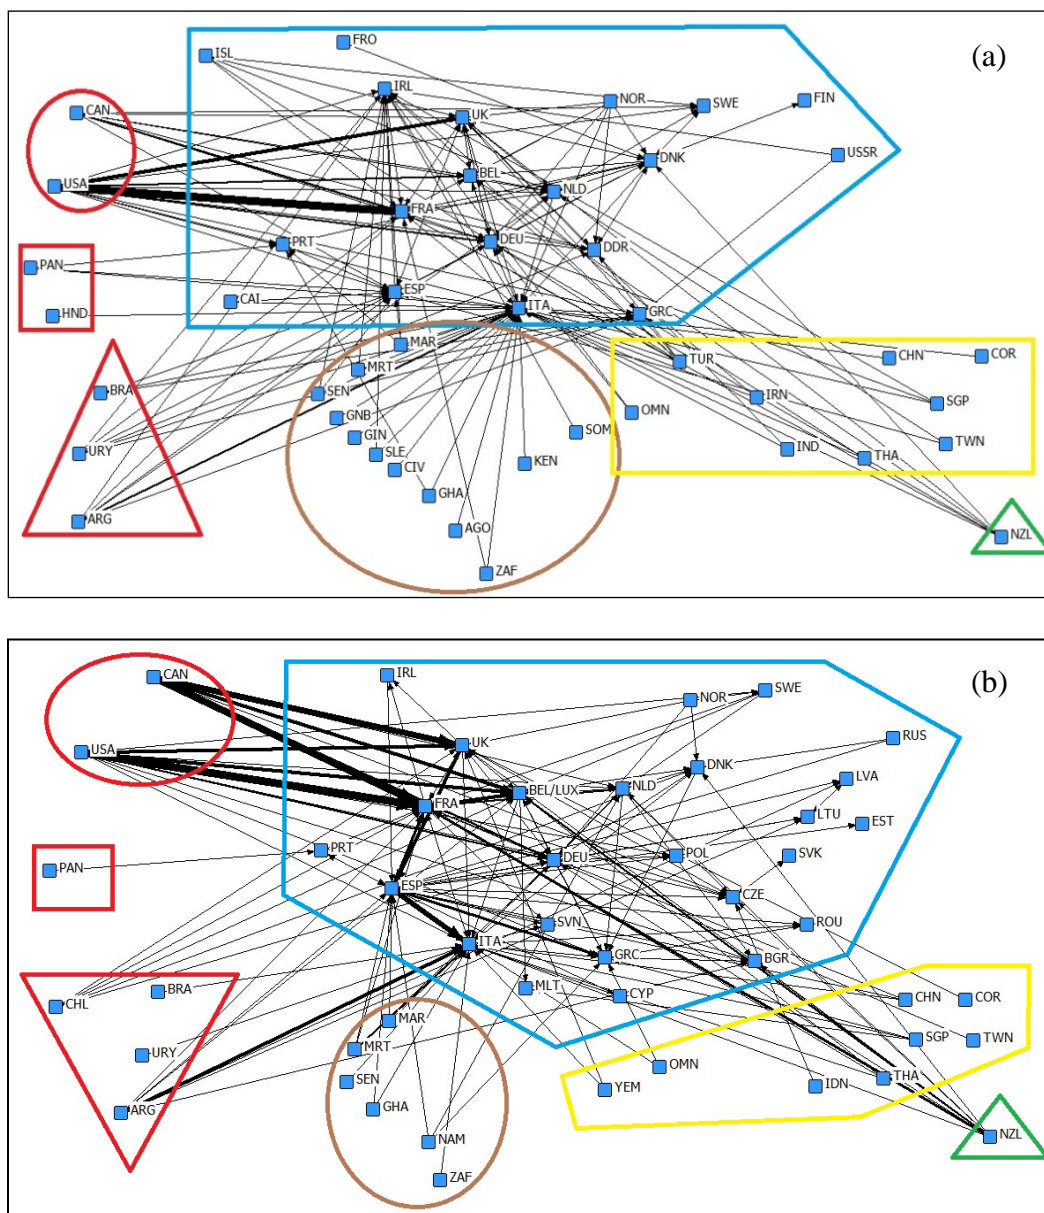 (a)
FRO
ISL
IRL
NOR
SWE
FIN
CAN
UK
USSR
DNK
BEL
USA
NLD
FRA
PRT
DEU
DDR
PAN
ESP
CAI
ITA
GRC
HND
MAR
TUR
CHN
COR
MRT
BRA
SEN
IRN
SGP
OMN
GNB
GIN
SOM
TWN
URY
SLE
IND
THA
CIV
KEN
GHA
ARG
AGO
NZL
ZAF
(b)
CAN
IRL
NOR
SWE
RUS
UK
USA
DNK
LVA
BEL/LUX
NLD
FRA
LTU
EST
PRT
DEU
POL
SVK
PAN
ESP
CZE
SVN
ROU
ITA
GRC
BGR
MLT
CYP
BRA
CHL
CHN
COR
MAR
SGP
TWN
URY
MRT
OMN
SEN
YEM
IDN
THA
ARG
GHA
NZL
NAM
ZAF